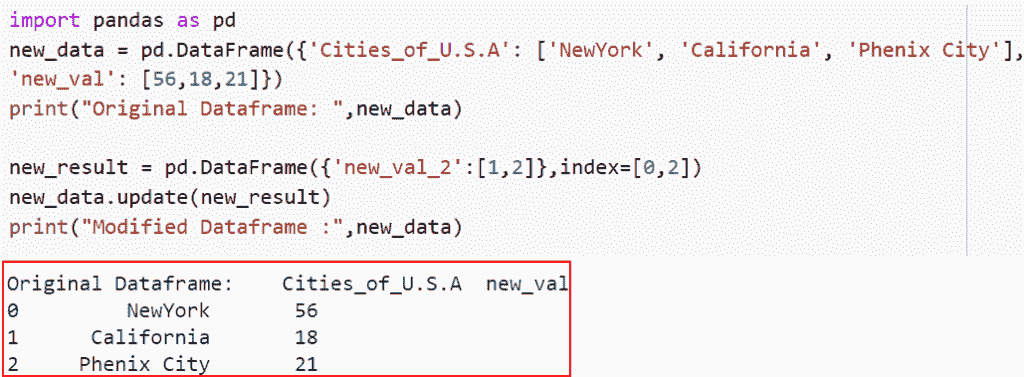 import pandas as pd
new_data = pd.DataFrame({'Cities_of_U.S.A': ['NewYork', 'California', 'Phenix City'],
'new_val': [56,18,21]})
print("Original Dataframe: ",new_data)
new_result = pd.DataFrame({'new_val_2':[1,2]},index=[0,2])
new_data.update(new_result)
print("Modified Dataframe :",new_data)
Original Dataframe:    Cities_of_U.S.A  new_val
0         NewYork       56
1      California       18
2     Phenix City       21